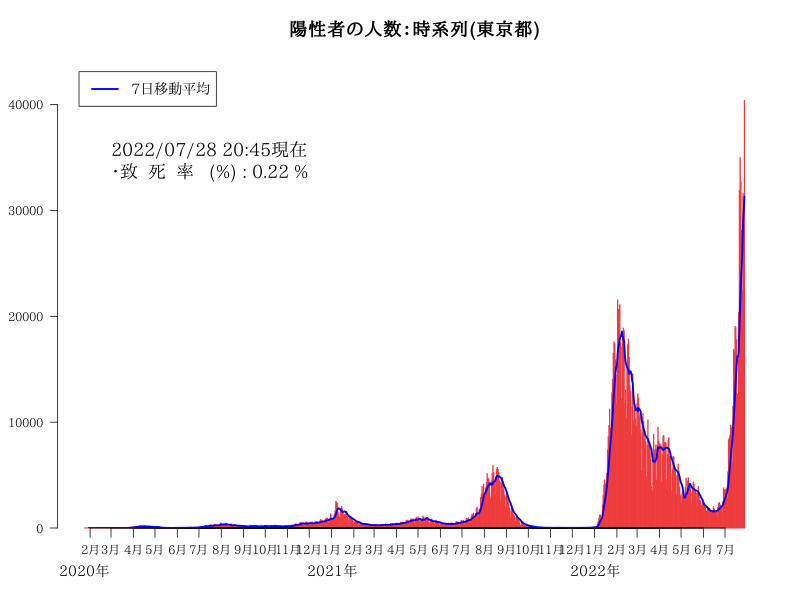 陽性者の人数:時系列(東京都)
7日移動平均
2022/07/28 20:45現在
・致 死 率 (%) : 0.22 %
40000
30000
20000
10000
0
2月 3月 4月 5月 6月 7月 8月 9月 10月 11月 12月 1月 2月 3月 4月 5月 6月 7月 8月 9月 10月 11月 12月 1月 2月 3月 4月 5月 6月 7月
2020年 2021年 2022年